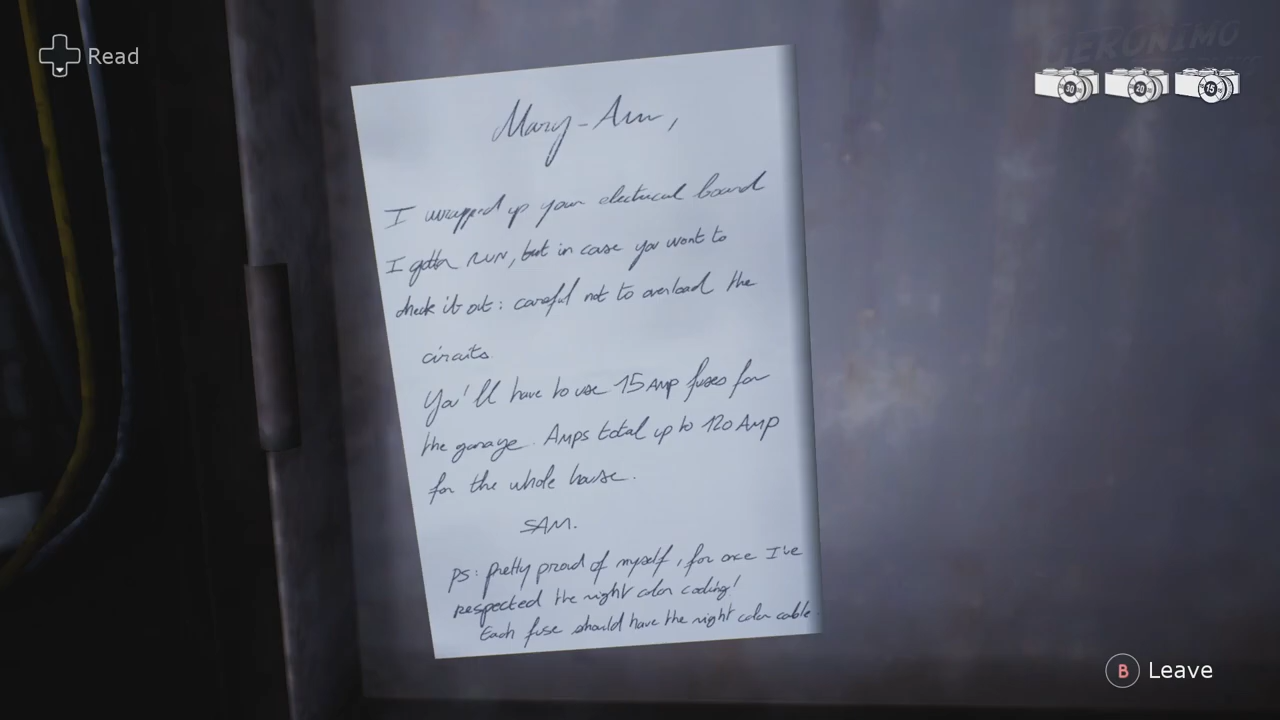 Read
GERONIMO
30 20 15
Mary-Ann,
I wrapped up your electrical board
I gotta RUN, but in case you want to
check it out: careful not to overload the
circuits.
You'll have to use 15 AMP fuses for
the garage. AMPs total up to 120 AMP
for the whole house.
SAM.
PS: pretty proud of myself, for once I've
respected the right color coding!
Each fuse should have the right color cable.
B Leave